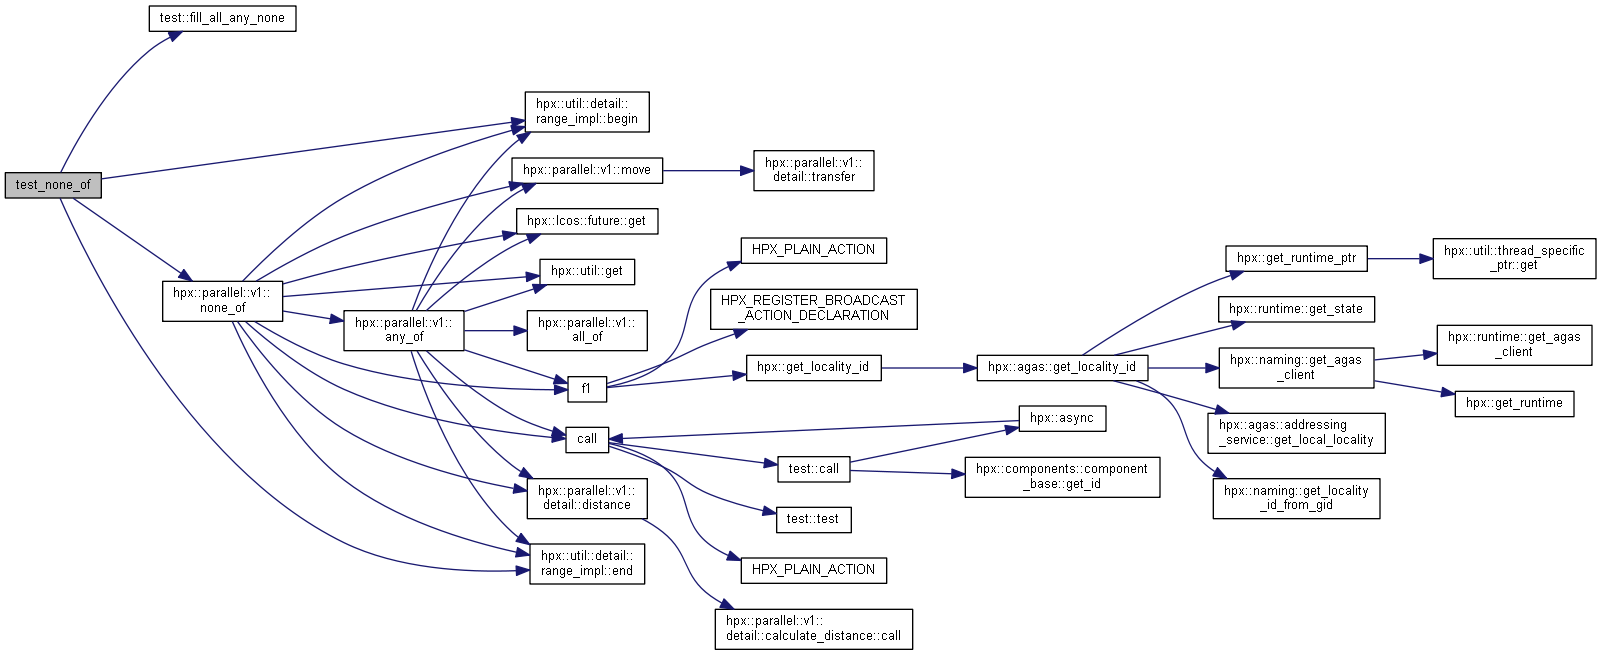 test::fill_all_any_none
hpx::util::detail::
range_impl::begin
hpx::parallel::v1::move
hpx::parallel::v1::
detail::transfer
test_none_of
hpx::lcos::future::get
HPX_PLAIN_ACTION
hpx::get_runtime_ptr
hpx::util::thread_specific
_ptr::get
hpx::util::get
hpx::parallel::v1::
none_of
HPX_REGISTER_BROADCAST
_ACTION_DECLARATION
hpx::runtime::get_state
hpx::parallel::v1::
any_of
hpx::parallel::v1::
all_of
hpx::runtime::get_agas
_client
hpx::get_locality_id
hpx::agas::get_locality_id
hpx::naming::get_agas
_client
f1
hpx::get_runtime
hpx::async
hpx::agas::addressing
_service::get_local_locality
call
test::call
hpx::components::component
_base::get_id
hpx::parallel::v1::
detail::distance
hpx::naming::get_locality
_id_from_gid
test::test
hpx::util::detail::
range_impl::end
HPX_PLAIN_ACTION
hpx::parallel::v1::
detail::calculate_distance::call